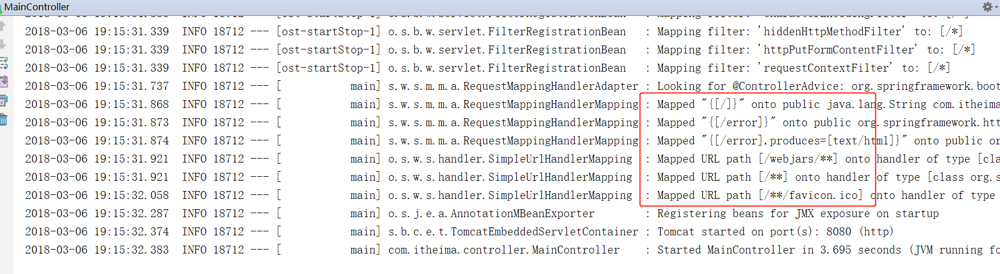 MainController
2018-03-06 19:15:31.339  INFO 18712 --- [ost-startStop-1] o.s.b.w.servlet.FilterRegistrationBean   : Mapping filter: 'hiddenHttpMethodFilter' to: [/*]
2018-03-06 19:15:31.339  INFO 18712 --- [ost-startStop-1] o.s.b.w.servlet.FilterRegistrationBean   : Mapping filter: 'httpPutFormContentFilter' to: [/*]
2018-03-06 19:15:31.339  INFO 18712 --- [ost-startStop-1] o.s.b.w.servlet.FilterRegistrationBean   : Mapping filter: 'requestContextFilter' to: [/*]
2018-03-06 19:15:31.737  INFO 18712 --- [           main] s.w.s.m.m.a.RequestMappingHandlerAdapter : Looking for @ControllerAdvice: org.springframework.boot
2018-03-06 19:15:31.868  INFO 18712 --- [           main] s.w.s.m.m.a.RequestMappingHandlerMapping : Mapped "{[/]}" onto public java.lang.String com.itheima
2018-03-06 19:15:31.873  INFO 18712 --- [           main] s.w.s.m.m.a.RequestMappingHandlerMapping : Mapped "{[/error]}" onto public org.springframework.htt
2018-03-06 19:15:31.874  INFO 18712 --- [           main] s.w.s.m.m.a.RequestMappingHandlerMapping : Mapped "{[/error],produces=[text/html]}" onto public or
2018-03-06 19:15:31.921  INFO 18712 --- [           main] o.s.w.s.handler.SimpleUrlHandlerMapping  : Mapped URL path [/webjars/**] onto handler of type [cla
2018-03-06 19:15:31.921  INFO 18712 --- [           main] o.s.w.s.handler.SimpleUrlHandlerMapping  : Mapped URL path [/**] onto handler of type [class org.s
2018-03-06 19:15:32.058  INFO 18712 --- [           main] o.s.w.s.handler.SimpleUrlHandlerMapping  : Mapped URL path [/**/favicon.ico] onto handler of type
2018-03-06 19:15:32.287  INFO 18712 --- [           main] o.s.j.e.a.AnnotationMBeanExporter        : Registering beans for JMX exposure on startup
2018-03-06 19:15:32.374  INFO 18712 --- [           main] s.b.c.e.t.TomcatEmbeddedServletContainer : Tomcat started on port(s): 8080 (http)
2018-03-06 19:15:32.383  INFO 18712 --- [           main] com.itheima.controller.MainController    : Started MainController in 3.695 seconds (JVM running fo